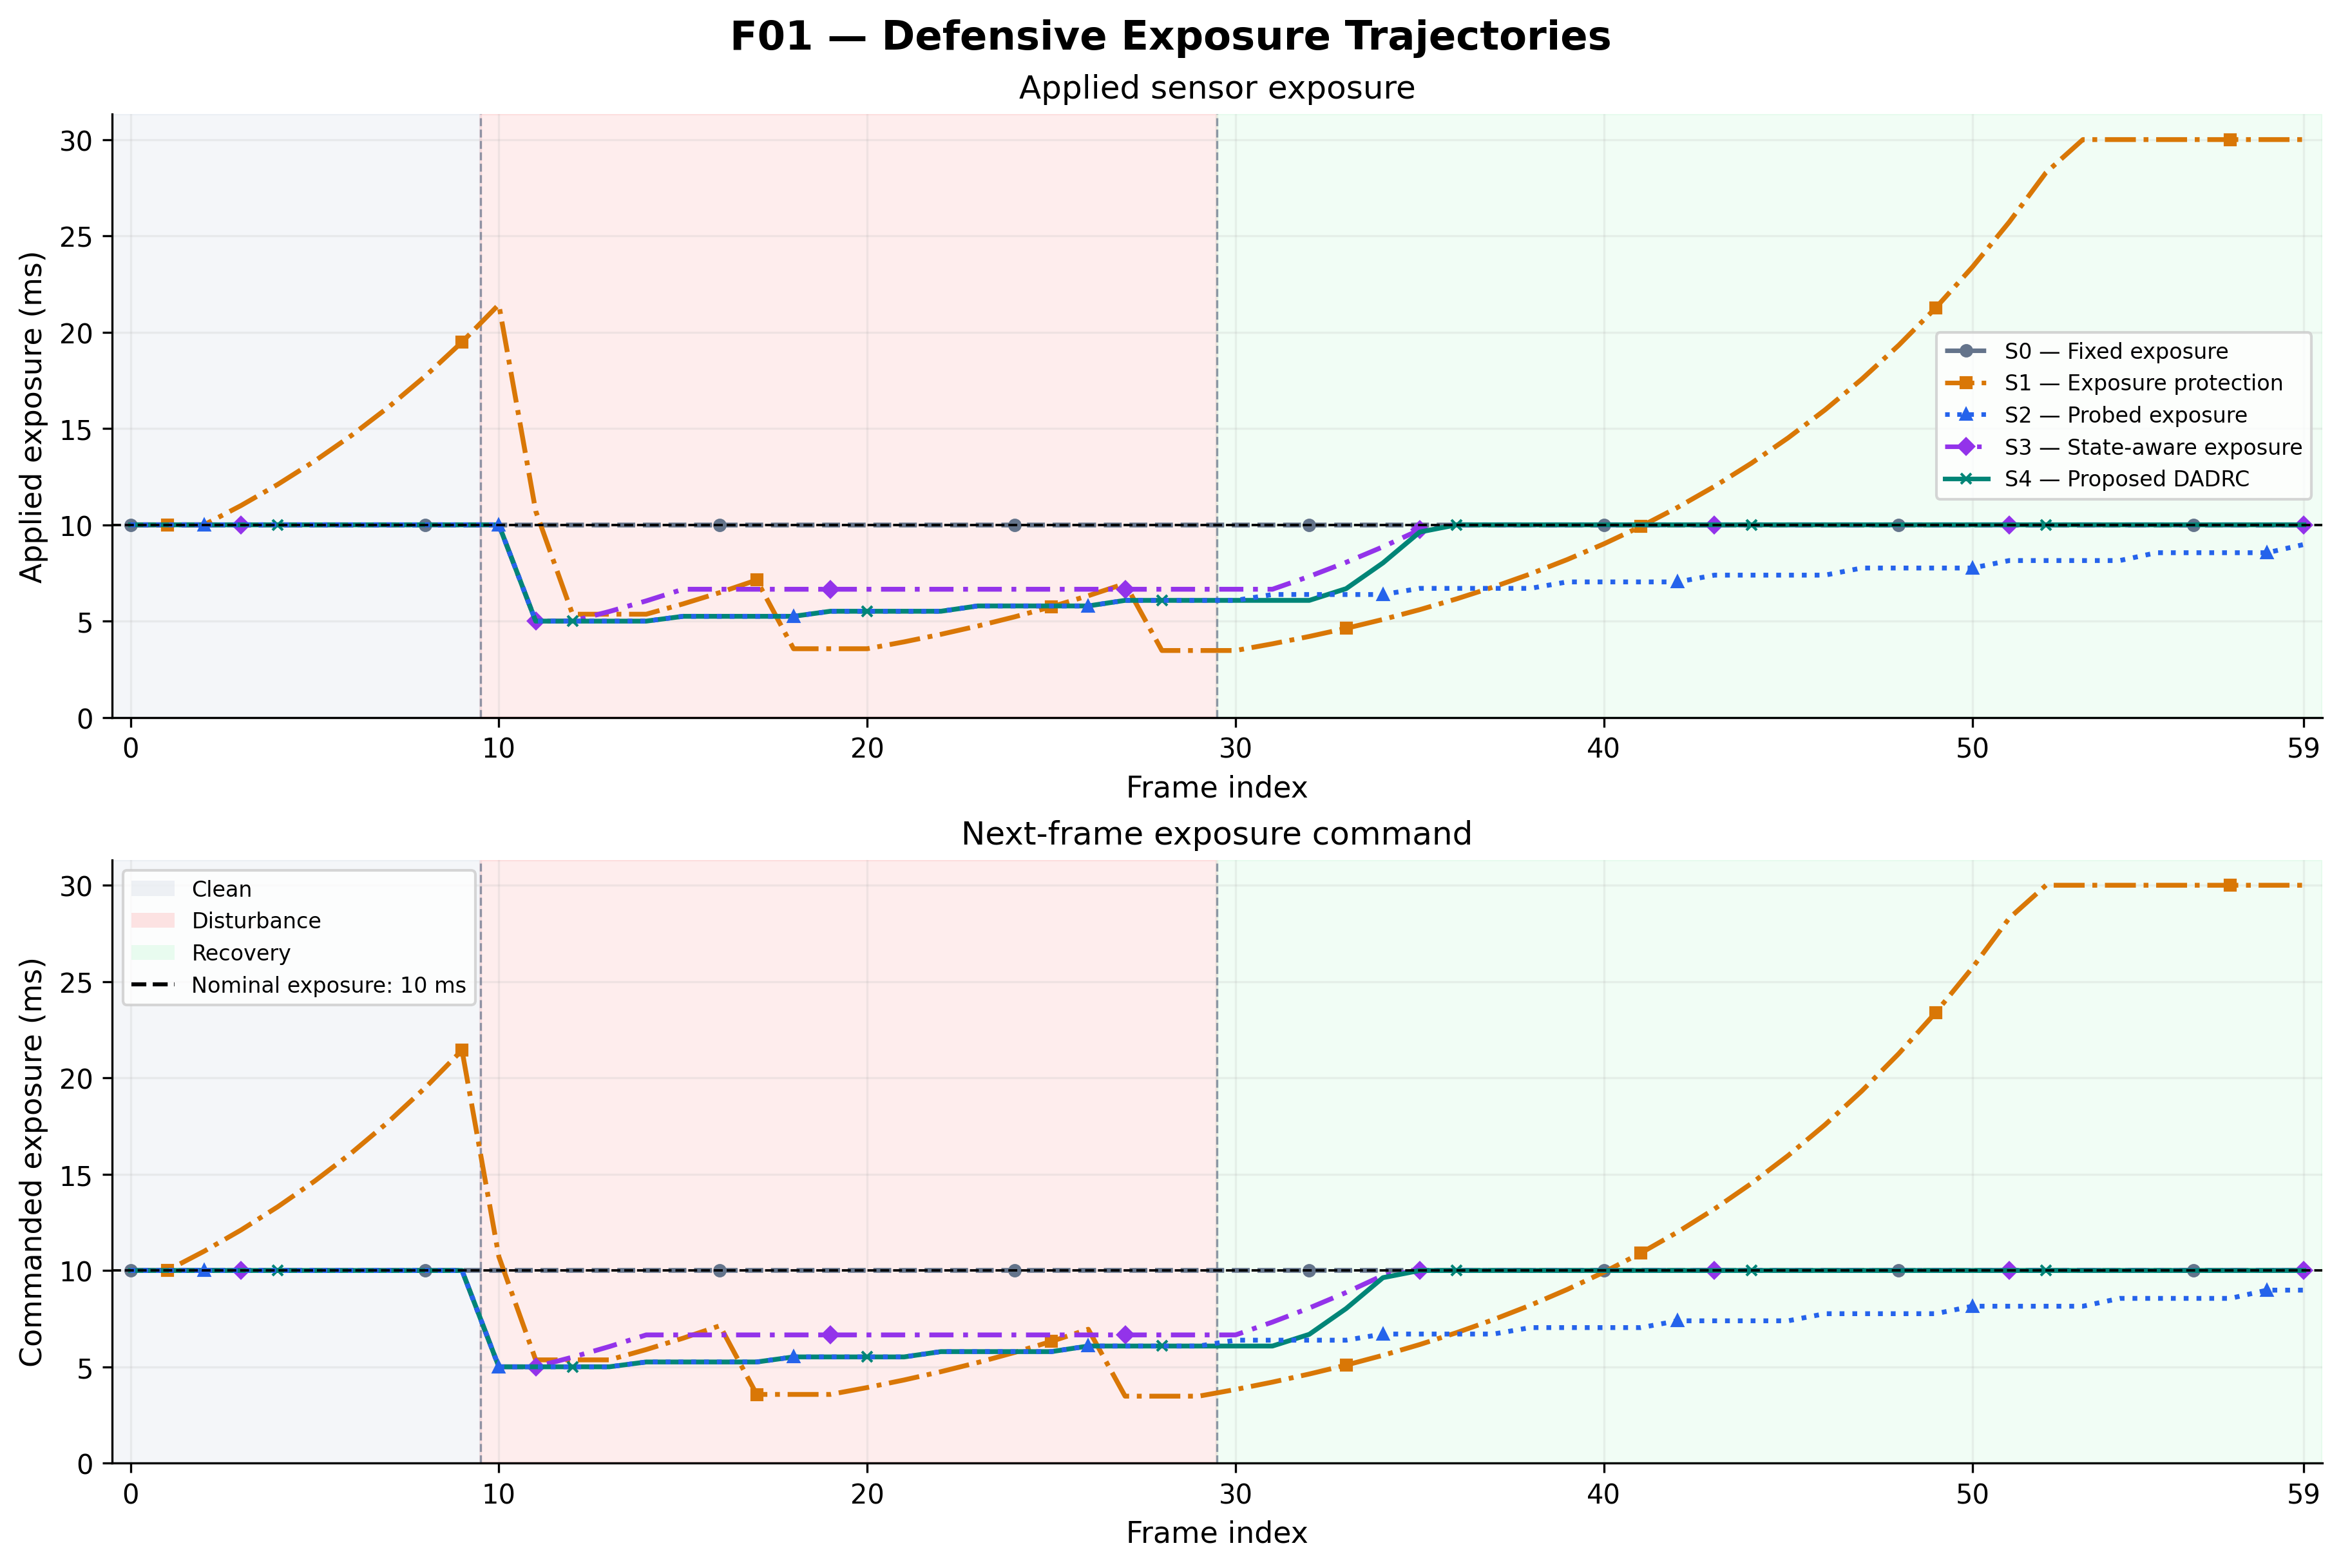 F01 — Defensive Exposure Trajectories
Applied sensor exposure
Applied exposure (ms)
30
25
20
15
10
5
0
S0 — Fixed exposure
S1 — Exposure protection
S2 — Probed exposure
S3 — State-aware exposure
S4 — Proposed DADRC
0 10 20 30 40 50 59
Frame index
Next-frame exposure command
Commanded exposure (ms)
30
25
20
15
10
5
0
Clean
Disturbance
Recovery
Nominal exposure: 10 ms
0 10 20 30 40 50 59
Frame index